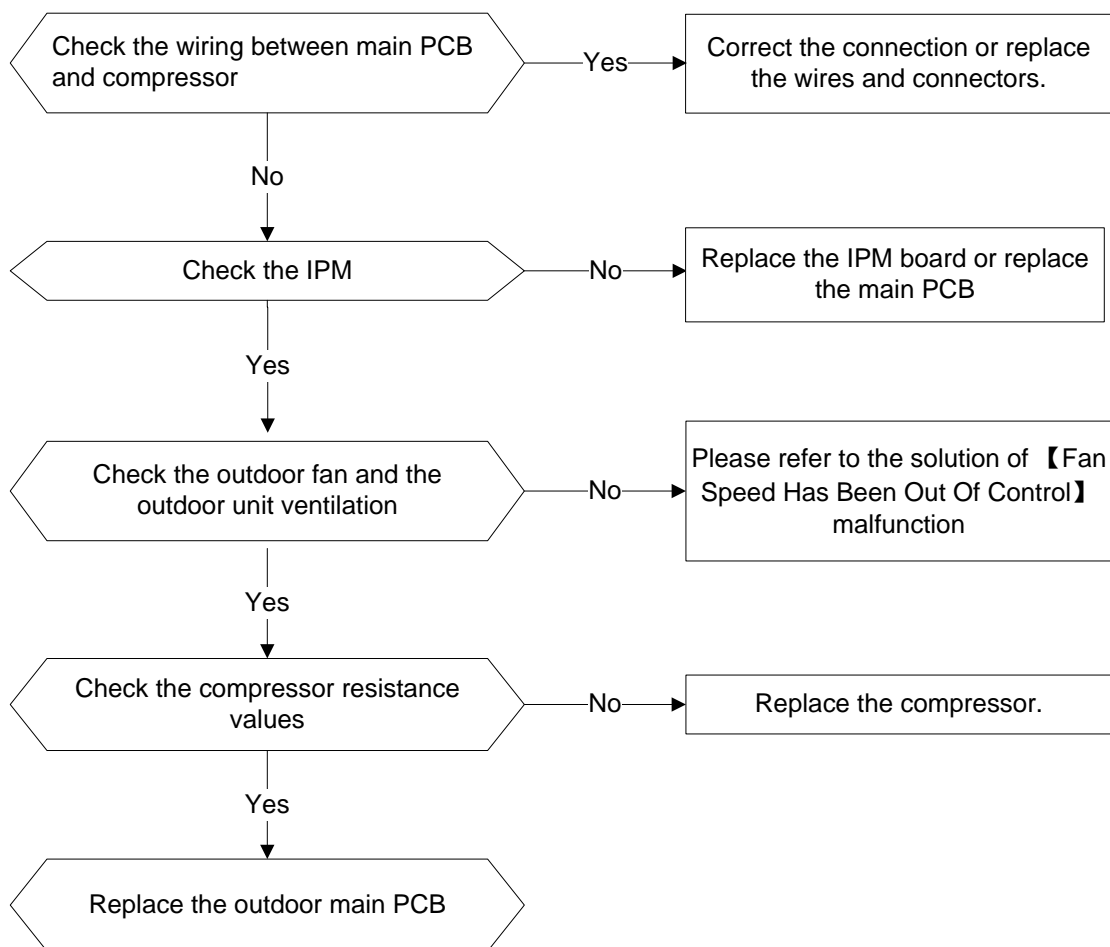 Check the wiring between main PCB
and compressor
Yes
Correct the connection or replace
the wires and connectors.
No
Check the IPM
No
Replace the IPM board or replace
the main PCB
Yes
Check the outdoor fan and the
outdoor unit ventilation
No
Please refer to the solution of 【Fan
Speed Has Been Out Of Control】
malfunction
Yes
Check the compressor resistance
values
No
Replace the compressor.
Yes
Replace the outdoor main PCB